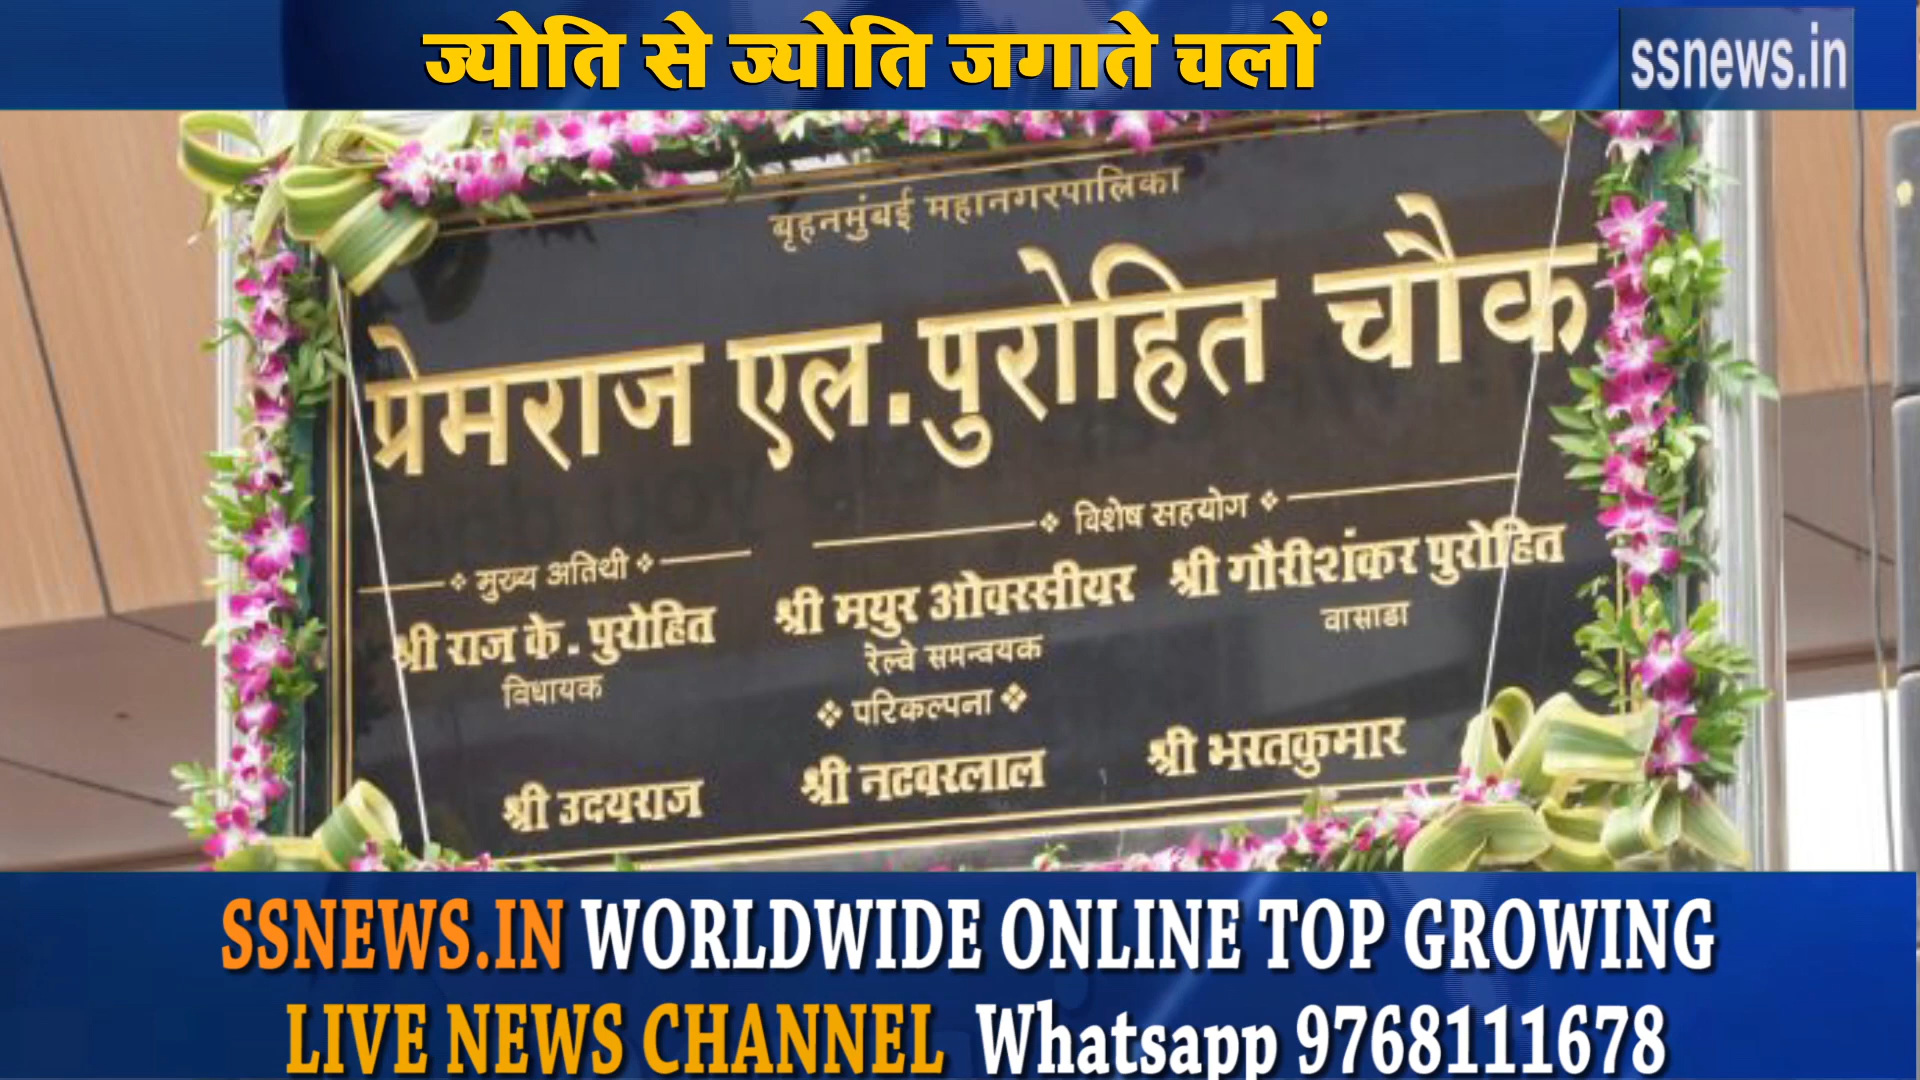 ज्योति से ज्योति जगाते चलों
ssnews.in
बृहनमुंबई महानगरपालिका
प्रेमराज एल.पुरोहित चौक
❖ विशेष सहयोग ❖
❖ मुख्य अतिथी ❖
श्री राज के. पुरोहित
विधायक
श्री मयुर ओवरसीयर
रेल्वे समन्वयक
श्री गौरीशंकर पुरोहित
वासाडा
❖ परिकल्पना ❖
श्री उदयराज श्री नटवरलाल श्री भरतकुमार
SSNEWS.IN WORLDWIDE ONLINE TOP GROWING
LIVE NEWS CHANNEL Whatsapp 9768111678